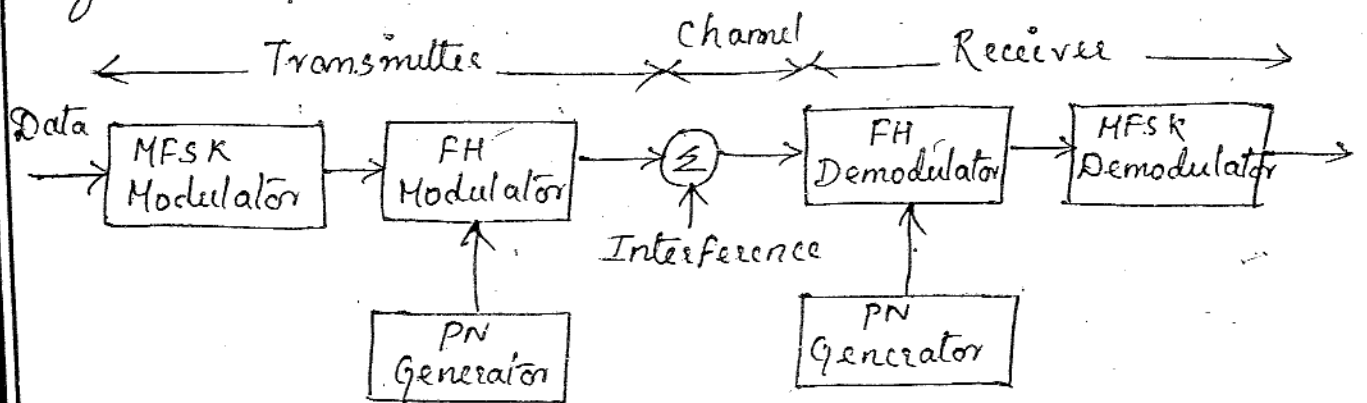 Transmitter Channel Receiver
Data
MFSK
Modulator
FH
Modulator
Σ
FH
Demodulator
MFSK
Demodulator
Interference
PN
Generator
PN
Generator